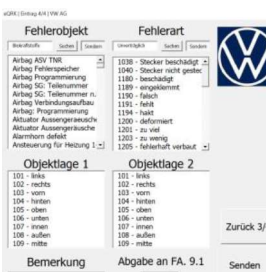 eQRK | Eintrag 4/4 | VW AG
Fehlerobjekt
Suchen Senden
Airbag ASV TNR
Airbag Fehlerspeicher
Airbag Programmierung
Airbag SG: Teilenummer
Airbag SG: Teilenummer n.
Airbag Verbindungsaufbau
Airbag: Programmierung
Aktuator Aussengeraeusche
Aktuator Aussengeräusche
Alarmhorn defekt
Ansteuerung für Heizung 1
Fehlerart
Unverträglich Suchen Senden
1038 - Stecker beschädigt
1040 - Stecker nicht gestec
1180 - beschädigt
1189 - eingeklemmt
1190 - falsch
1191 - fehlt
1194 - hakt
1200 - deformiert
1201 - zu viel
1203 - zu wenig
1205 - fehlerhaft verbaut
Objektlage 1
101 - links
102 - rechts
103 - vorn
104 - hinten
105 - oben
106 - unten
107 - innen
108 - außen
109 - mitte
Objektlage 2
101 - links
102 - rechts
103 - vorn
104 - hinten
105 - oben
106 - unten
107 - innen
108 - außen
109 - mitte
Zurück 3/
Bemerkung
Abgabe an FA. 9.1
Senden